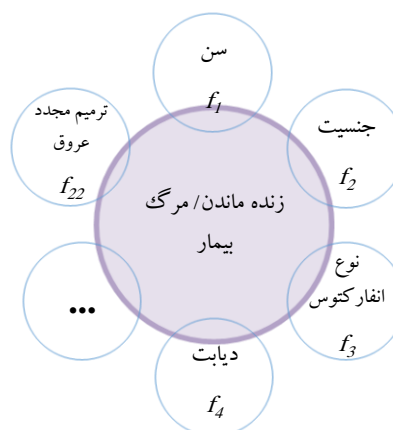 سن
f1
جنسیت
f2
نوع
انفارکتوس
f3
دیابت
f4
...
ترمیم مجدد
عروق
f22
زنده ماندن/ مرگ
بیمار